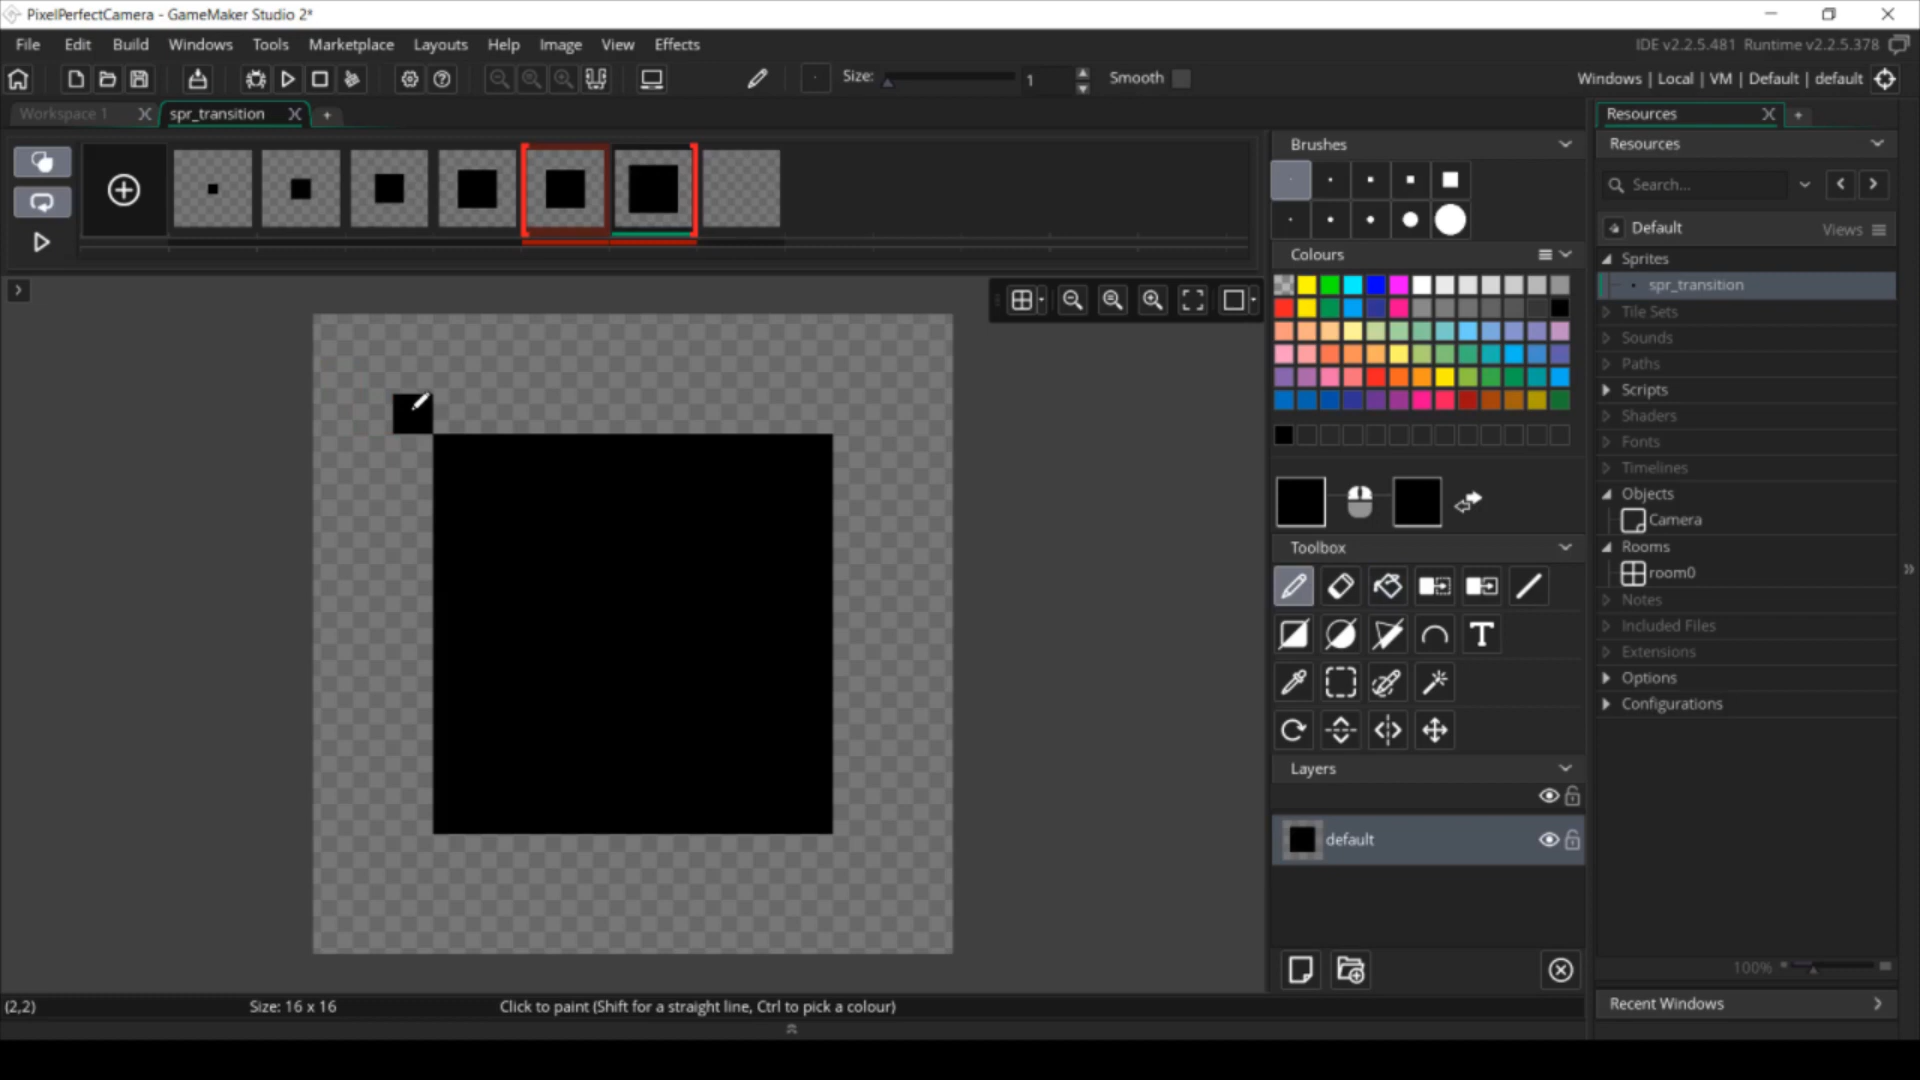 PixelPerfectCamera - GameMaker Studio 2*
File Edit Build Windows Tools Marketplace Layouts Help Image View Effects
IDE v2.2.5.481 Runtime v2.2.5.378
Size: 1 Smooth
Windows | Local | VM | Default | default
Workspace 1
spr_transition
Resources
Brushes
Resources
Search...
Default
Views
Colours
Sprites
spr_transition
Tile Sets
Sounds
Paths
Scripts
Shaders
Fonts
Timelines
Objects
Camera
Toolbox
Rooms
room0
Notes
Included Files
T
Extensions
Options
Configurations
Layers
default
100%
(2,2)
Size: 16 x 16
Click to paint (Shift for a straight line, Ctrl to pick a colour)
Recent Windows